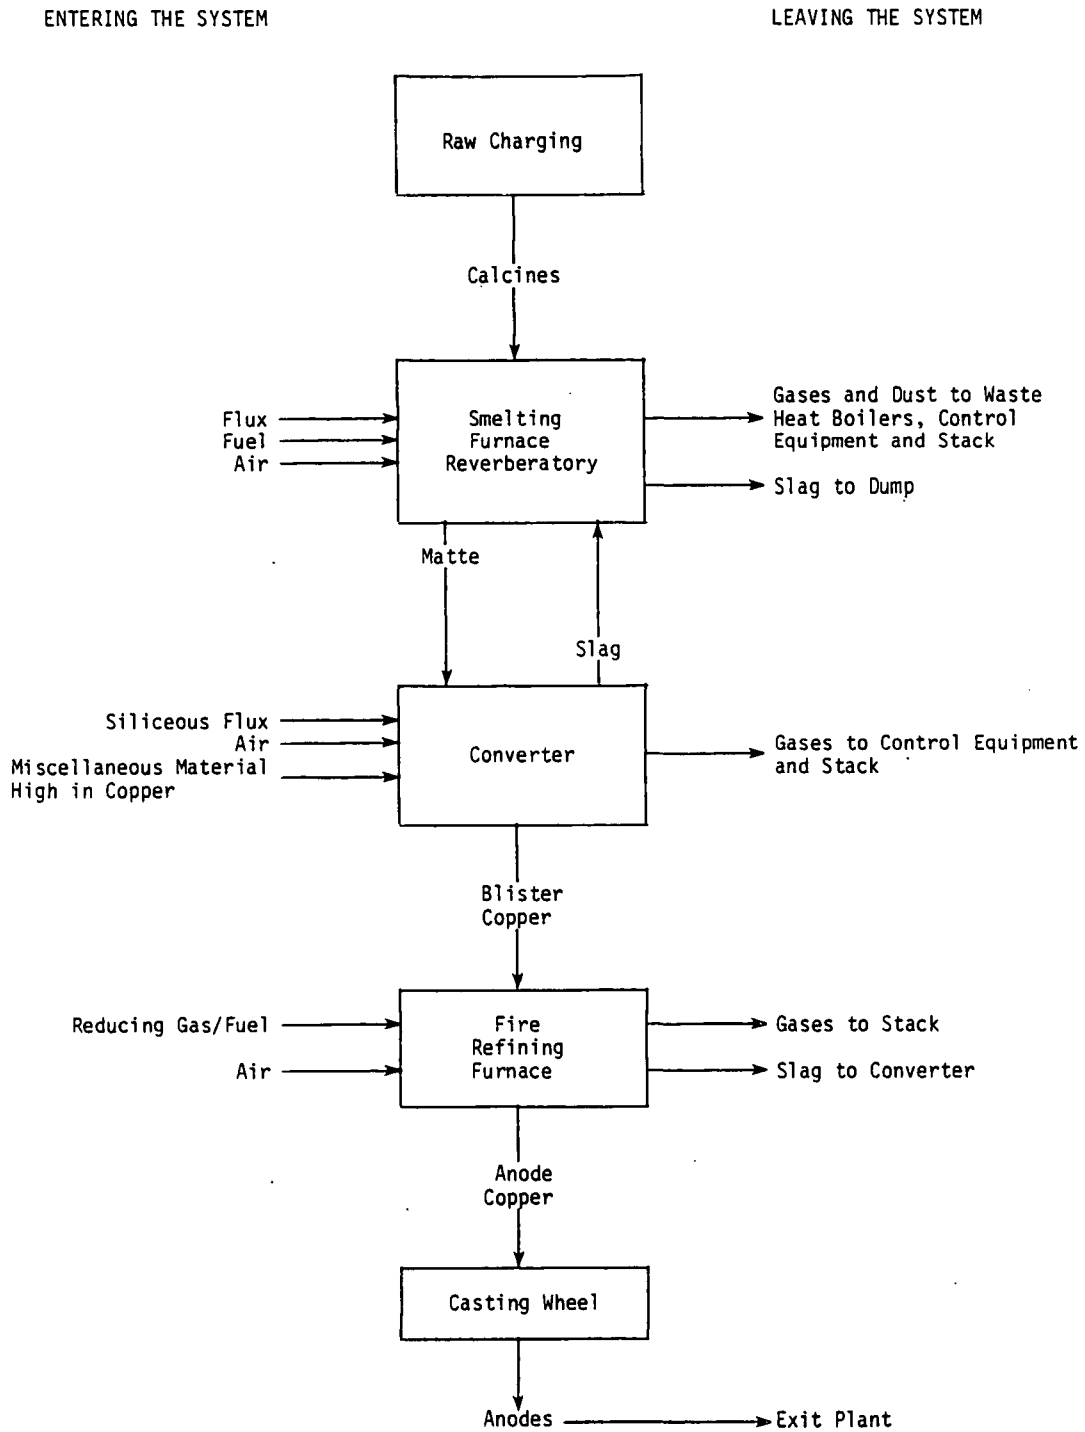 ENTERING THE SYSTEM
LEAVING THE SYSTEM
Raw Charging
Calcines
Flux
Fuel
Air
Smelting
Furnace
Reverberatory
Gases and Dust to Waste
Heat Boilers, Control
Equipment and Stack
Slag to Dump
Matte
Slag
Siliceous Flux
Air
Miscellaneous Material
High in Copper
Converter
Gases to Control Equipment
and Stack
Blister
Copper
Reducing Gas/Fuel
Air
Fire
Refining
Furnace
Gases to Stack
Slag to Converter
Anode
Copper
Casting Wheel
Anodes
Exit Plant